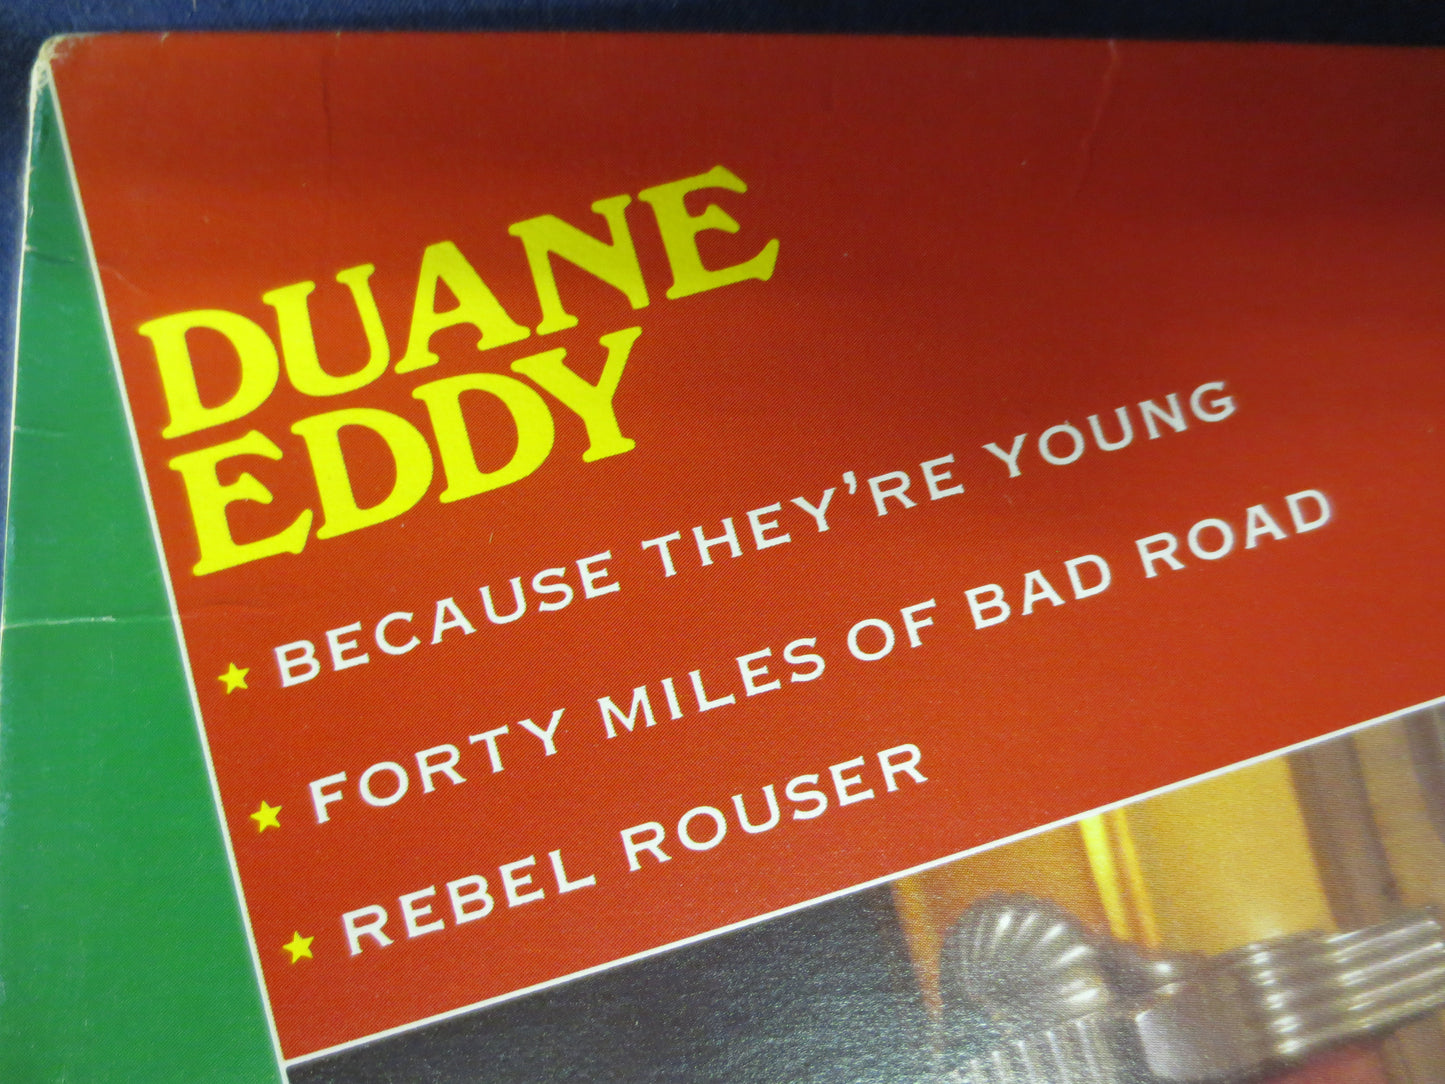 DUANE
EDDY
★ BECAUSE THEY'RE YOUNG
★ FORTY MILES OF BAD ROAD
★ REBEL ROUSER